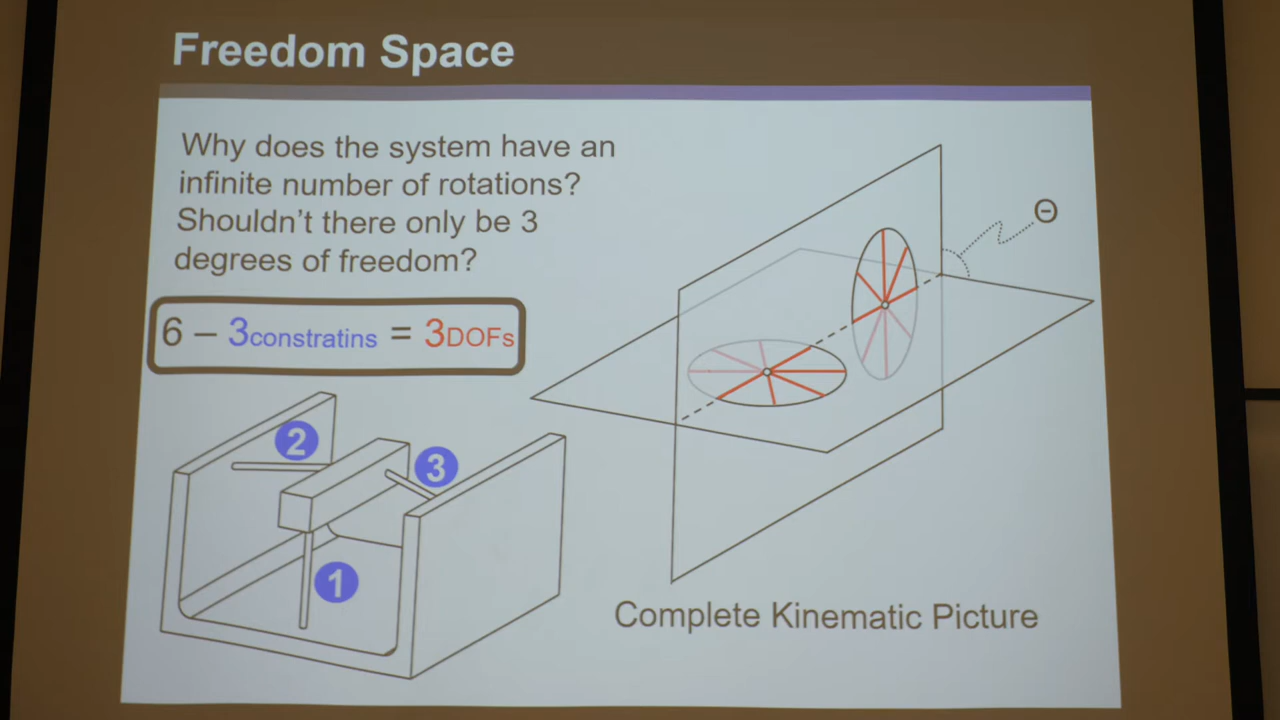 Freedom Space
Why does the system have an
infinite number of rotations?
Shouldn't there only be 3
degrees of freedom?
6 – 3constratins = 3DOFs
Θ
2
3
1
Complete Kinematic Picture